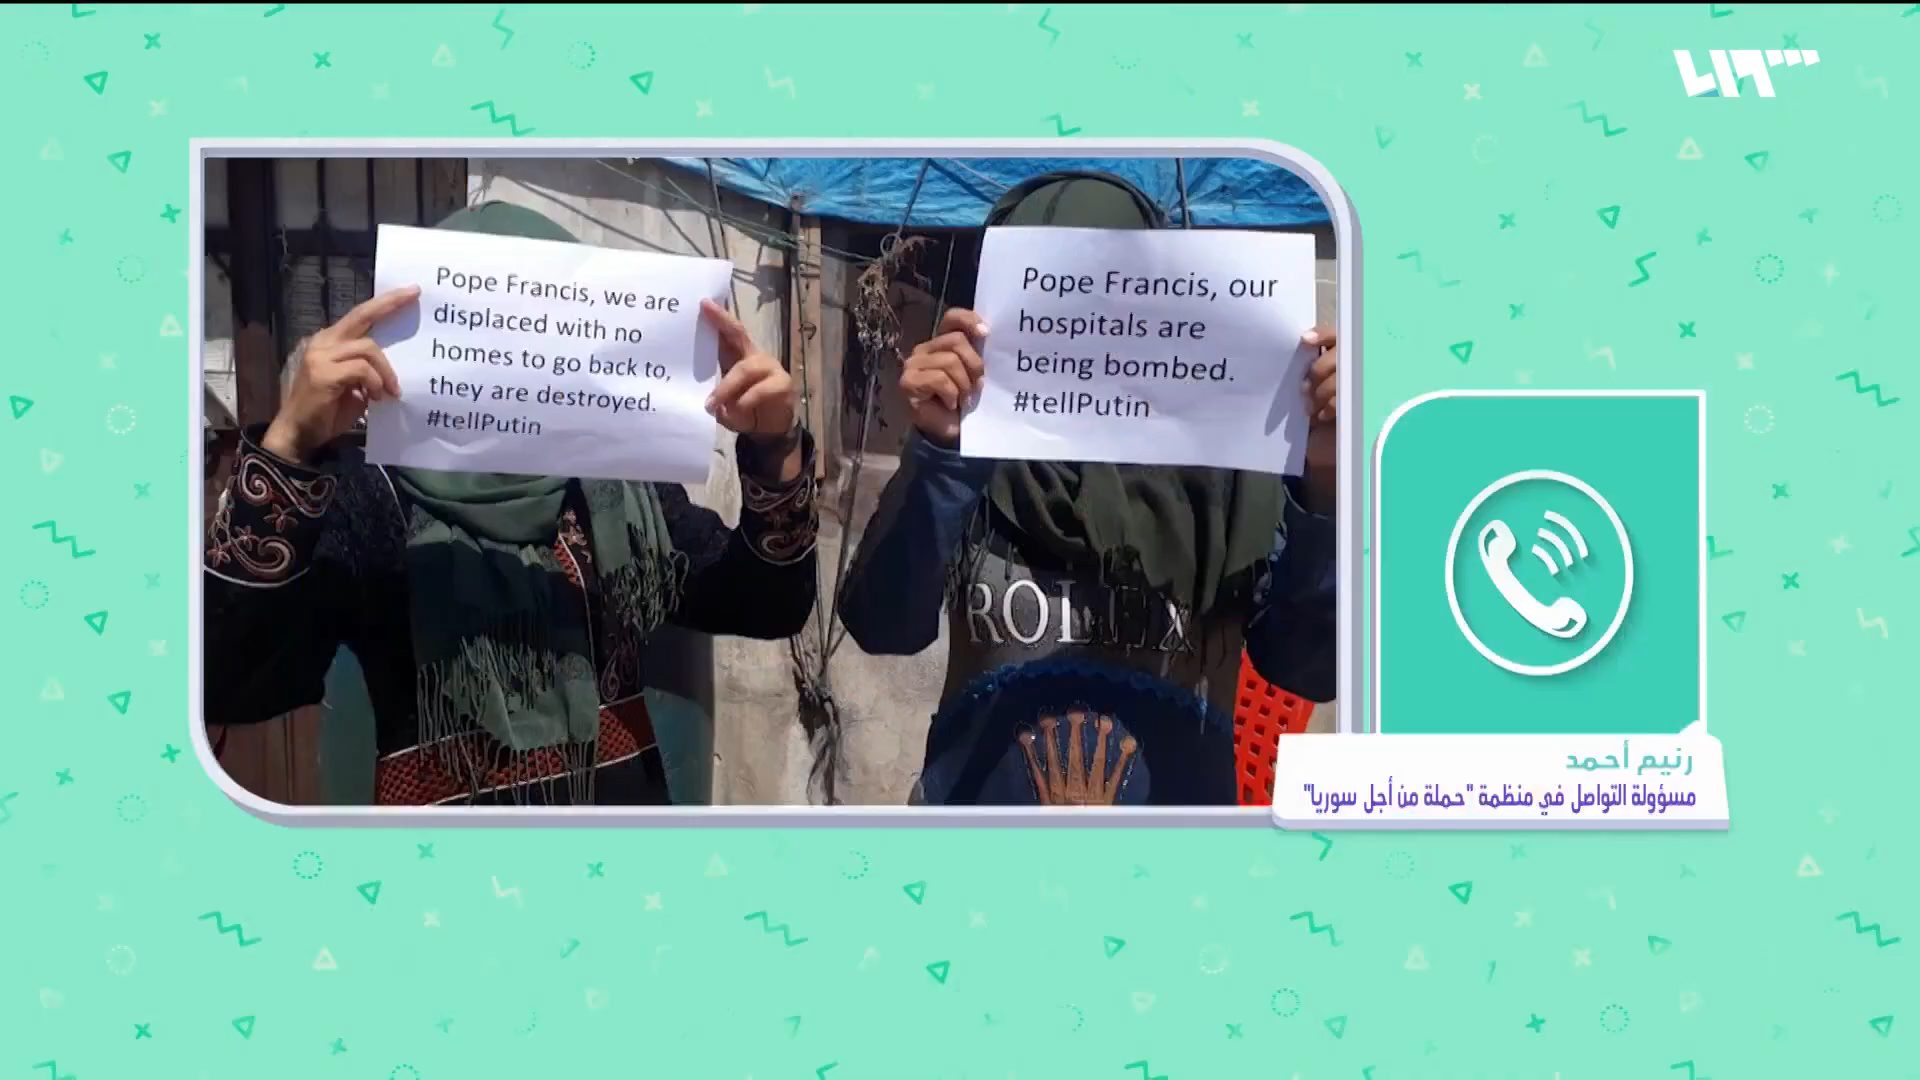 Pope Francis, we are
displaced with no
homes to go back to,
they are destroyed.
#tellPutin
Pope Francis, our
hospitals are
being bombed.
#tellPutin
ROLEX
رنيم أحمد
مسؤولة التواصل في منظمة "حملة من أجل سوريا"